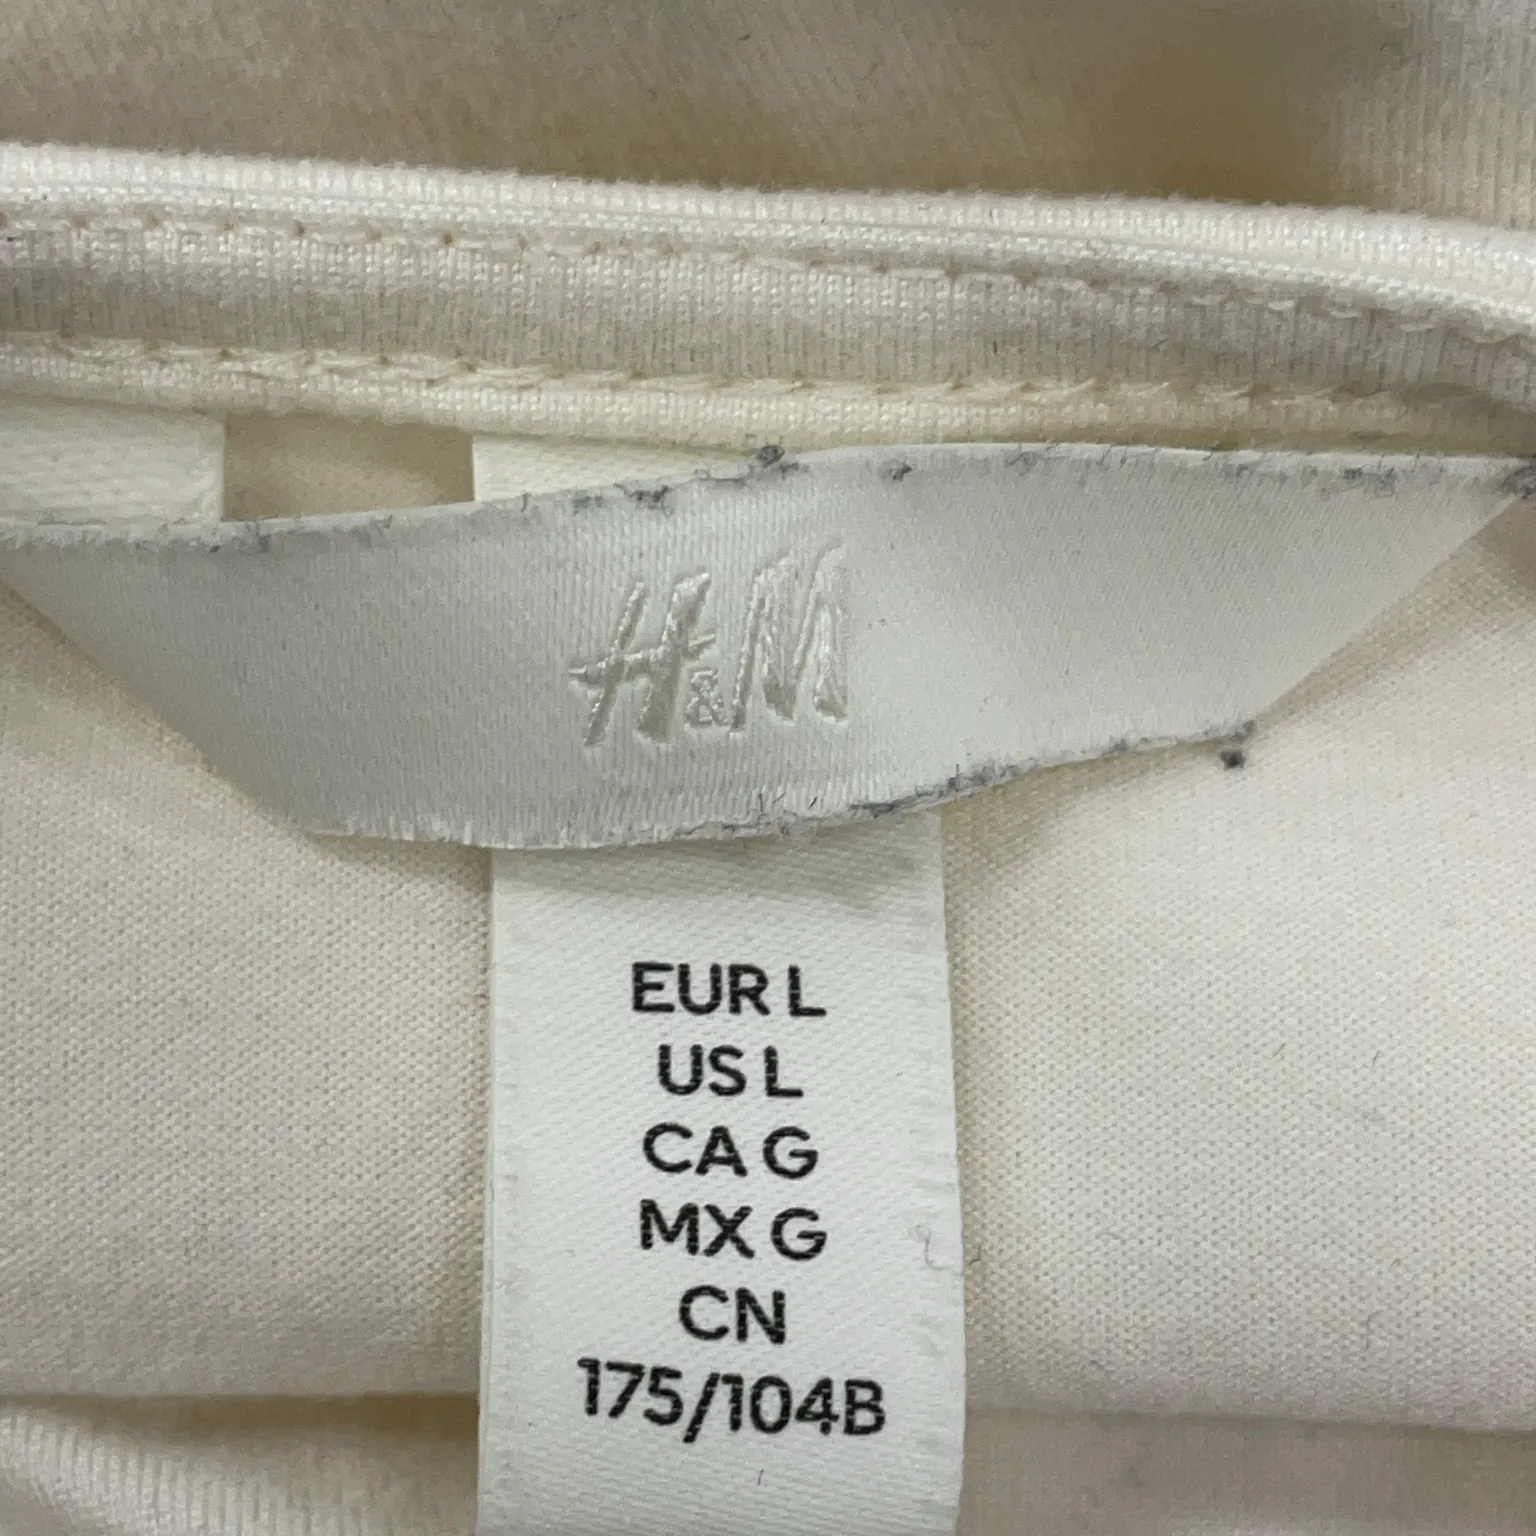 H&M
EUR L
US L
CA G
MX G
CN
175/104B